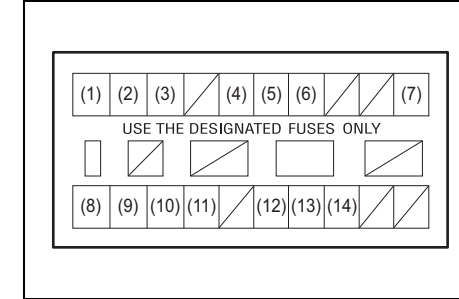 (1) (2) (3) (4) (5) (6) (7)
USE THE DESIGNATED FUSES ONLY
(8) (9) (10) (11) (12) (13) (14)